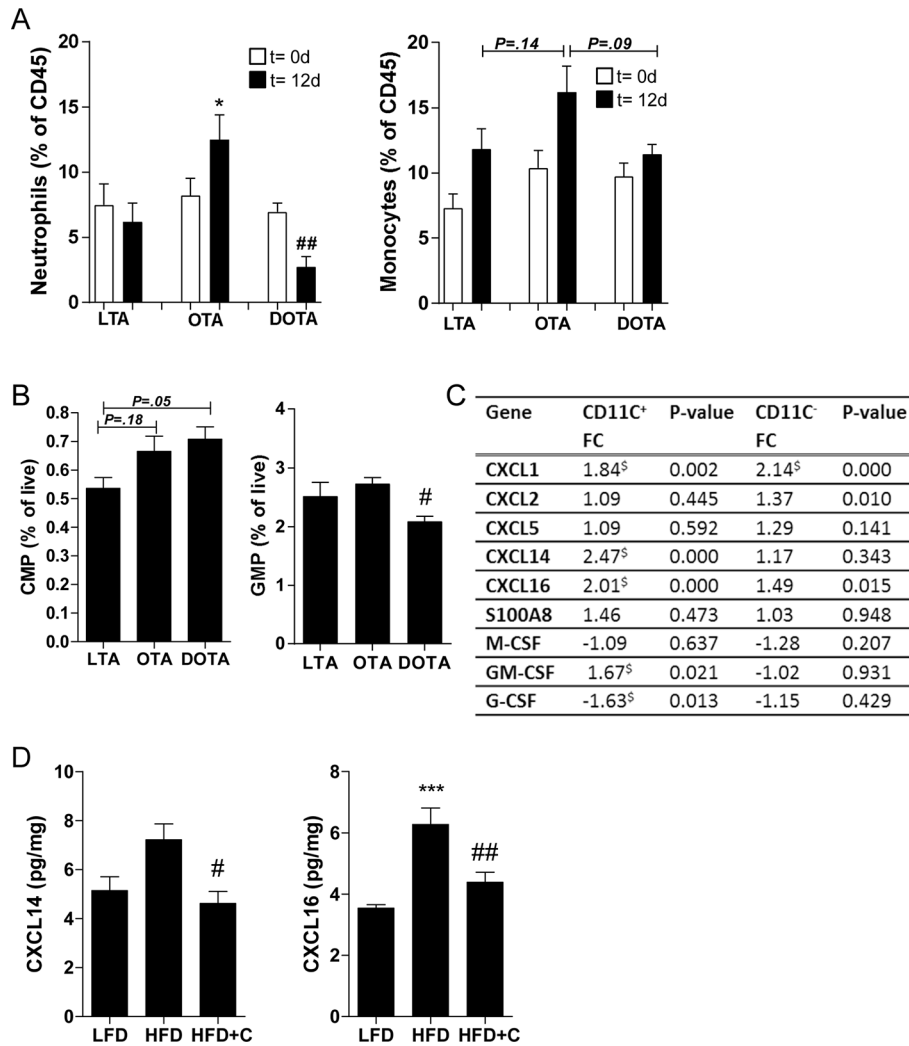 A
Neutrophils (% of CD45)
20
15
10
5
0
t= 0d
t= 12d
*
##
LTA OTA DOTA
Monocytes (% of CD45)
20
15
10
5
0
P=.14 P=.09
t= 0d
t= 12d
LTA OTA DOTA
B
CMP (% of live)
0.8
0.7
0.6
0.5
0.4
0.3
0.2
0.1
0.0
P=.05
P=.18
LTA OTA DOTA
GMP (% of live)
4
3
2
1
0
#
LTA OTA DOTA
C
Gene CD11C⁺ FC P-value CD11C⁻ FC P-value
CXCL1 1.84$ 0.002 2.14$ 0.000
CXCL2 1.09 0.445 1.37 0.010
CXCL5 1.09 0.592 1.29 0.141
CXCL14 2.47$ 0.000 1.17 0.343
CXCL16 2.01$ 0.000 1.49 0.015
S100A8 1.46 0.473 1.03 0.948
M-CSF -1.09 0.637 -1.28 0.207
GM-CSF 1.67$ 0.021 -1.02 0.931
G-CSF -1.63$ 0.013 -1.15 0.429
D
CXCL14 (pg/mg)
10
8
6
4
2
0
#
LFD HFD HFD+C
CXCL16 (pg/mg)
8
6
4
2
0
***
##
LFD HFD HFD+C